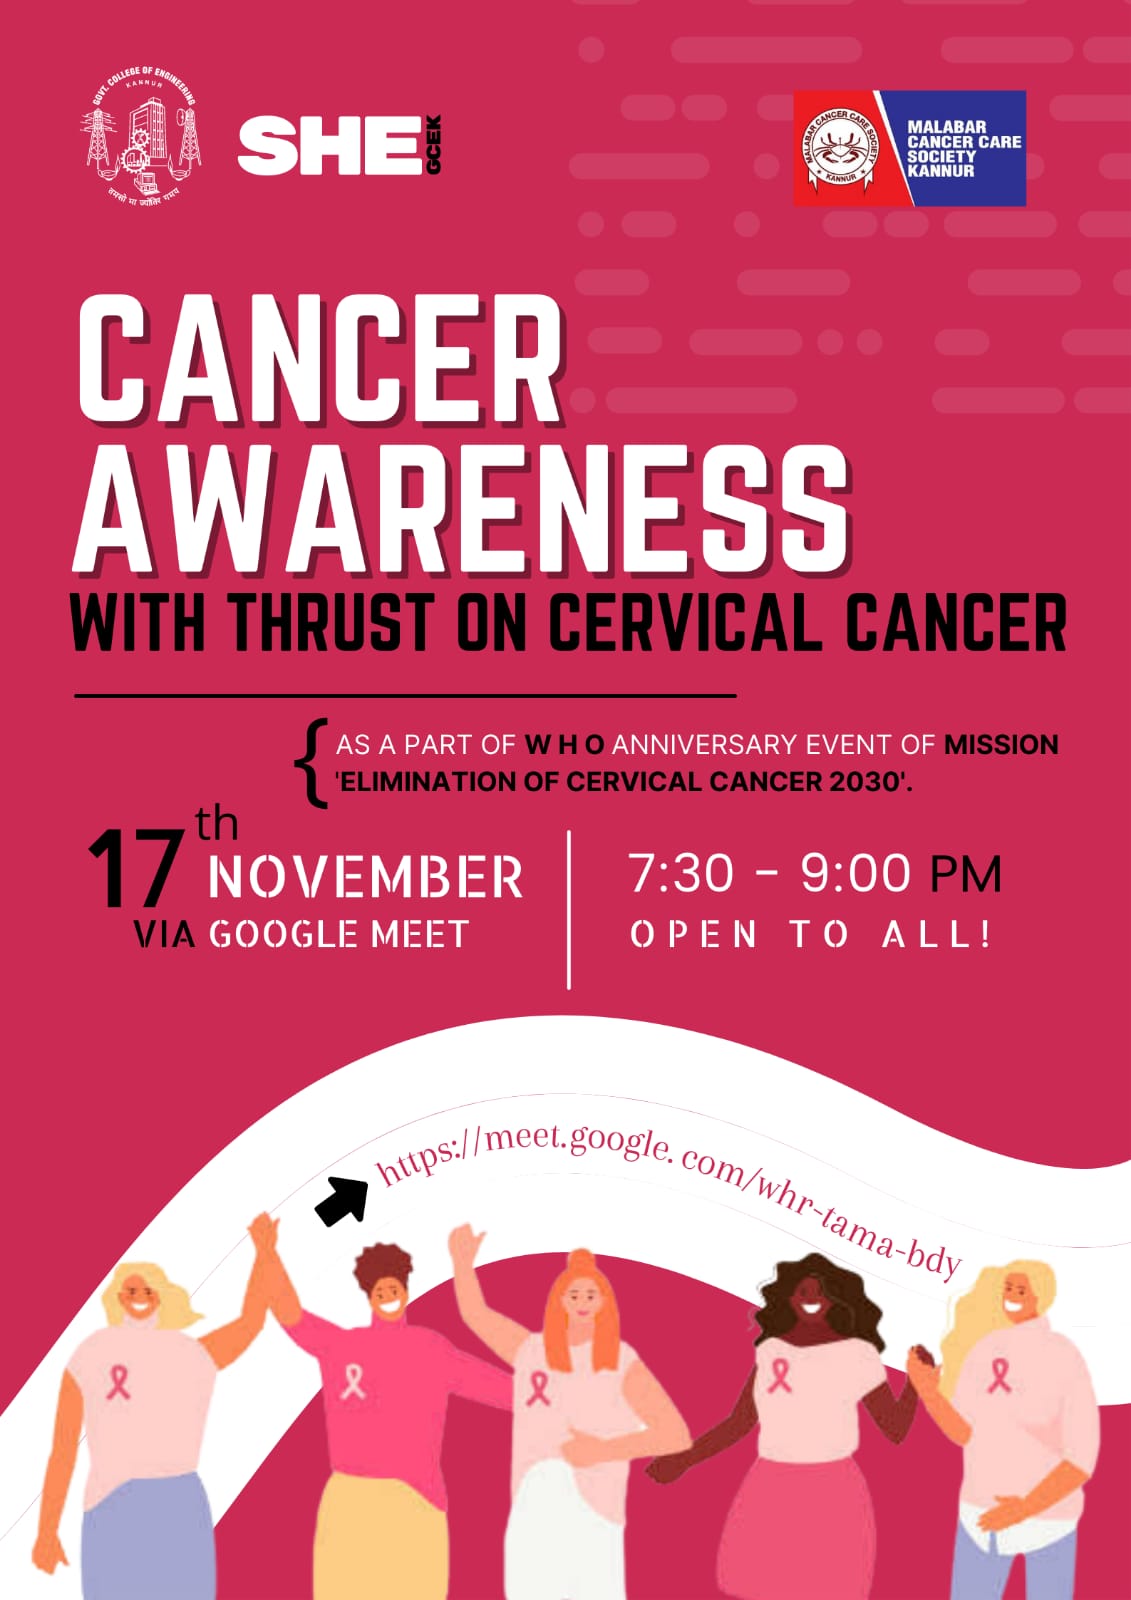 GOVT. COLLEGE OF ENGINEERING
KANNUR
तमसो मा ज्योतिर गमय
SHE
GCEK
MALABAR CANCER CARE SOCIETY
KANNUR
MALABAR
CANCER CARE
SOCIETY
KANNUR
CANCER
AWARENESS
WITH THRUST ON CERVICAL CANCER
{ AS A PART OF W H O ANNIVERSARY EVENT OF MISSION
'ELIMINATION OF CERVICAL CANCER 2030'.
17th NOVEMBER
VIA GOOGLE MEET
7:30 - 9:00 PM
OPEN TO ALL!
https://meet.google. com/whr-tama-bdy